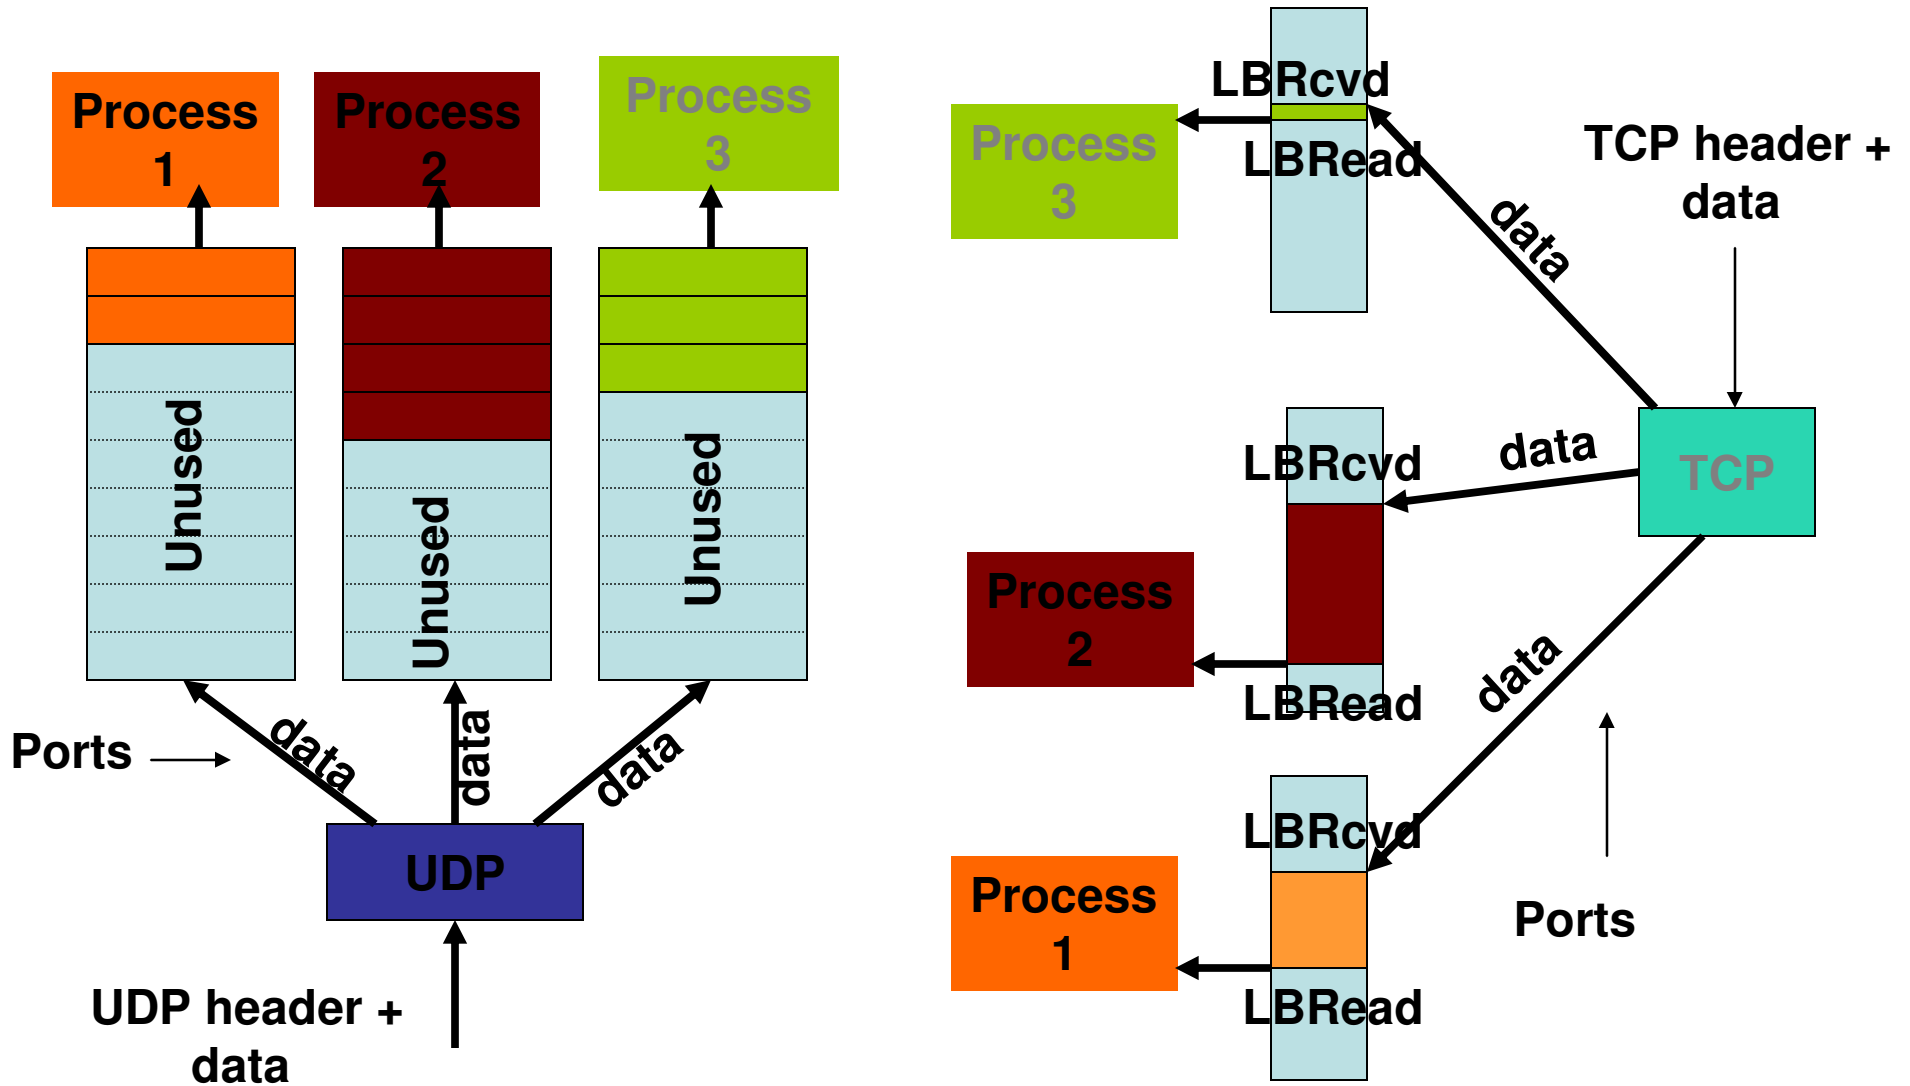 Process
1
Process
2
Process
3
Unused
Unused
Unused
Ports
data
data
data
UDP
UDP header +
data
LBRcvd
Process
3
LBRead
TCP header +
data
data
LBRcvd
data
TCP
Process
2
LBRead
data
LBRcvd
Process
1
Ports
LBRead